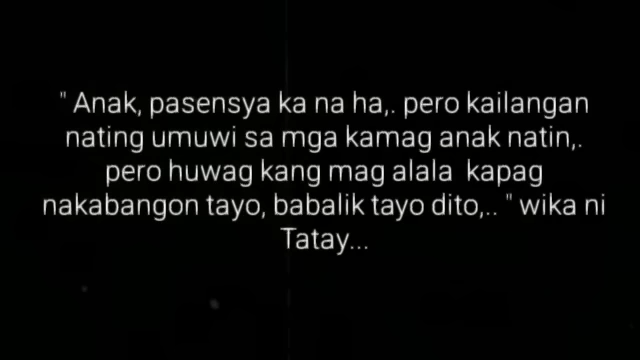 " Anak, pasensya ka na ha,. pero kailangan
nating umuwi sa mga kamag anak natin,.
pero huwag kang mag alala  kapag
nakabangon tayo, babalik tayo dito,.. " wika ni
Tatay...